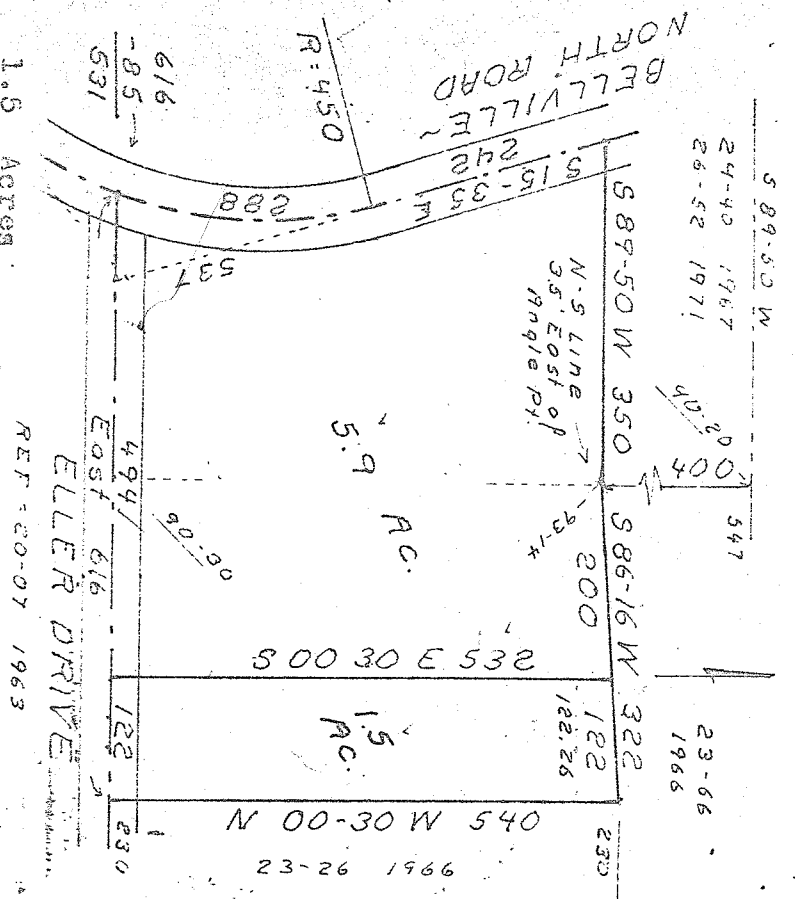 S 89-50 W
24-40 1967
26-52 1971
547
400
90-20
S 89-50 W 350
S 86-16 W 322
23-66
1966
N-S Line
3.5' East of
Angle Pt.
-93-14
200
122
122.26
230
BELLVILLE ~
NORTH ROAD
R=450
S 15-35 E
242
288
537
616
-85
531
5.9 AC.
S 00 30 E 532
1.5 AC.
N 00-30 W 540
23-26 1966
494
90-30
East 616
122
230
ELLER DRIVE
REF=20-07 1963
1.5 Acres